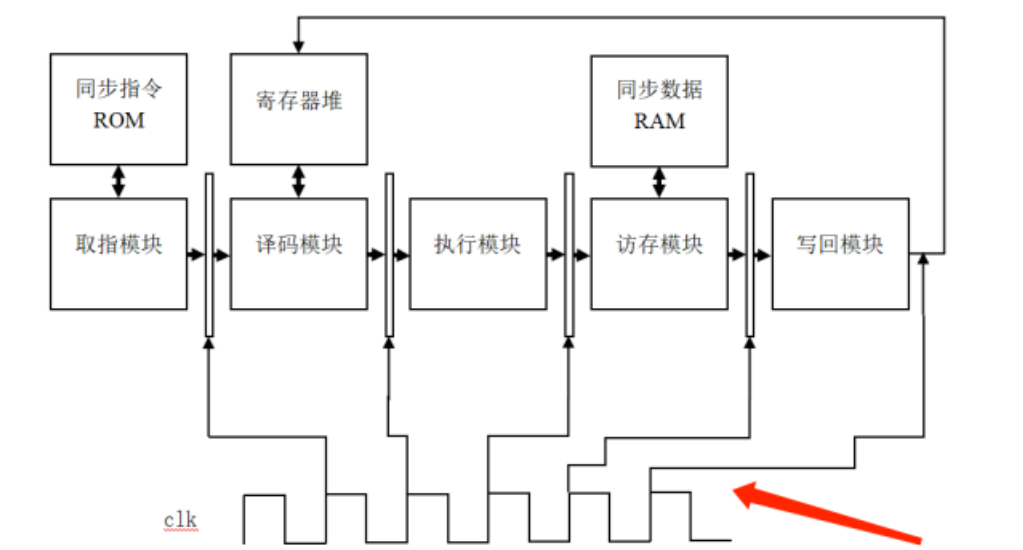 同步指令
ROM
寄存器堆
同步数据
RAM
取指模块
译码模块
执行模块
访存模块
写回模块
clk